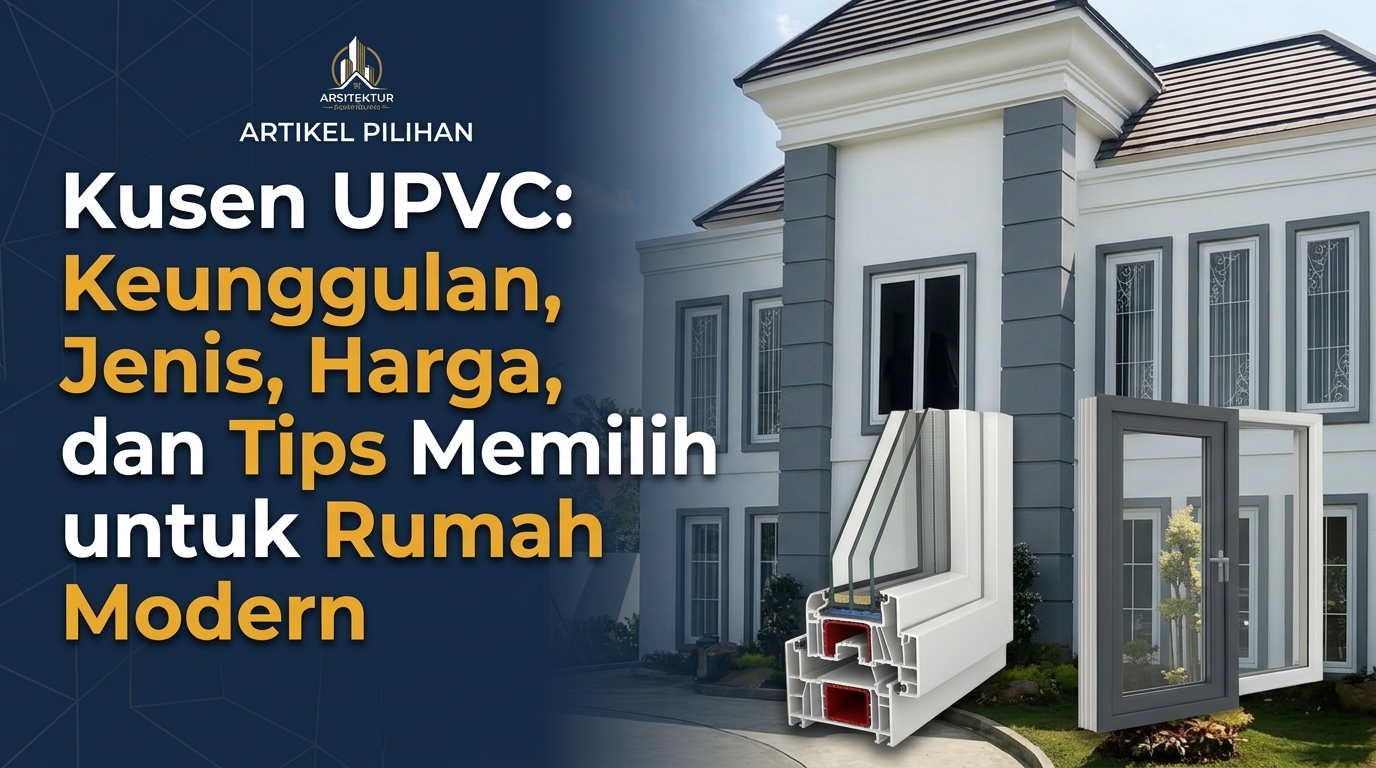 ARSITEKTUR
ARTIKEL PILIHAN
Kusen UPVC:
Keunggulan,
Jenis, Harga,
dan Tips Memilih
untuk Rumah
Modern